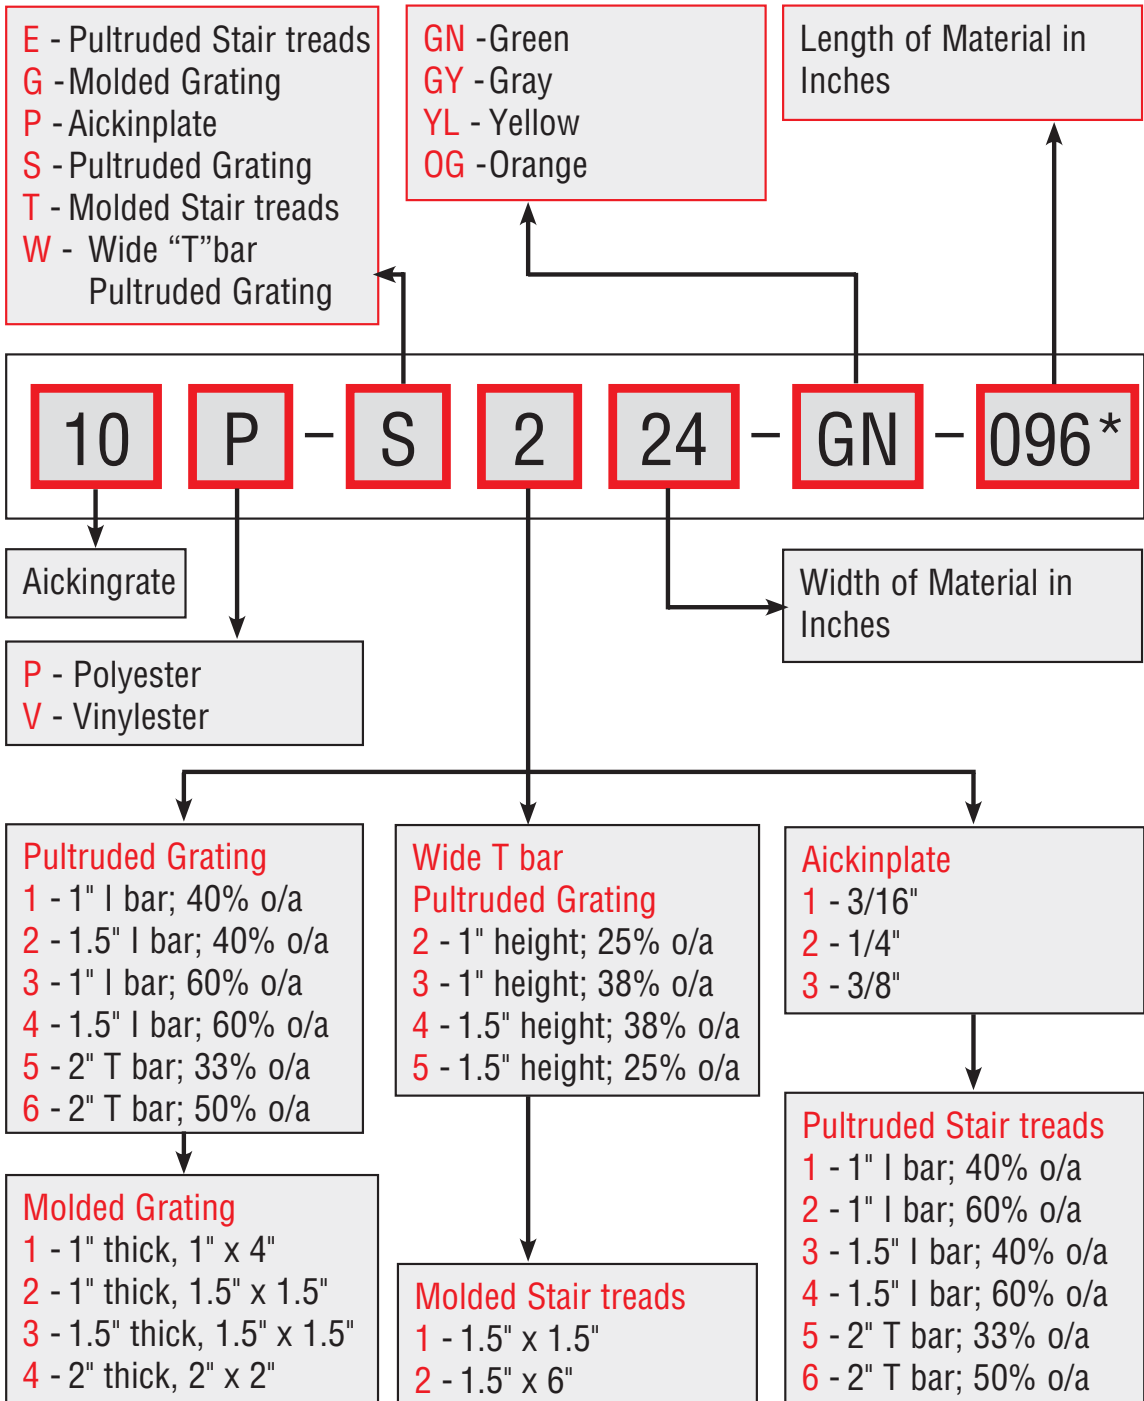 E - Pultruded Stair treads
G - Molded Grating
P - Aickinplate
S - Pultruded Grating
T - Molded Stair treads
W - Wide “T”bar
Pultruded Grating
GN -Green
GY -Gray
YL - Yellow
OG -Orange
Length of Material in
Inches
10 P – S 2 24 – GN – 096*
Aickingrate
Width of Material in
Inches
P - Polyester
V - Vinylester
Pultruded Grating
1 - 1" I bar; 40% o/a
2 - 1.5" I bar; 40% o/a
3 - 1" I bar; 60% o/a
4 - 1.5" I bar; 60% o/a
5 - 2" T bar; 33% o/a
6 - 2" T bar; 50% o/a
Wide T bar
Pultruded Grating
2 - 1" height; 25% o/a
3 - 1" height; 38% o/a
4 - 1.5" height; 38% o/a
5 - 1.5" height; 25% o/a
Aickinplate
1 - 3/16"
2 - 1/4"
3 - 3/8"
Molded Grating
1 - 1" thick, 1" x 4"
2 - 1" thick, 1.5" x 1.5"
3 - 1.5" thick, 1.5" x 1.5"
4 - 2" thick, 2" x 2"
Molded Stair treads
1 - 1.5" x 1.5"
2 - 1.5" x 6"
Pultruded Stair treads
1 - 1" I bar; 40% o/a
2 - 1" I bar; 60% o/a
3 - 1.5" I bar; 40% o/a
4 - 1.5" I bar; 60% o/a
5 - 2" T bar; 33% o/a
6 - 2" T bar; 50% o/a